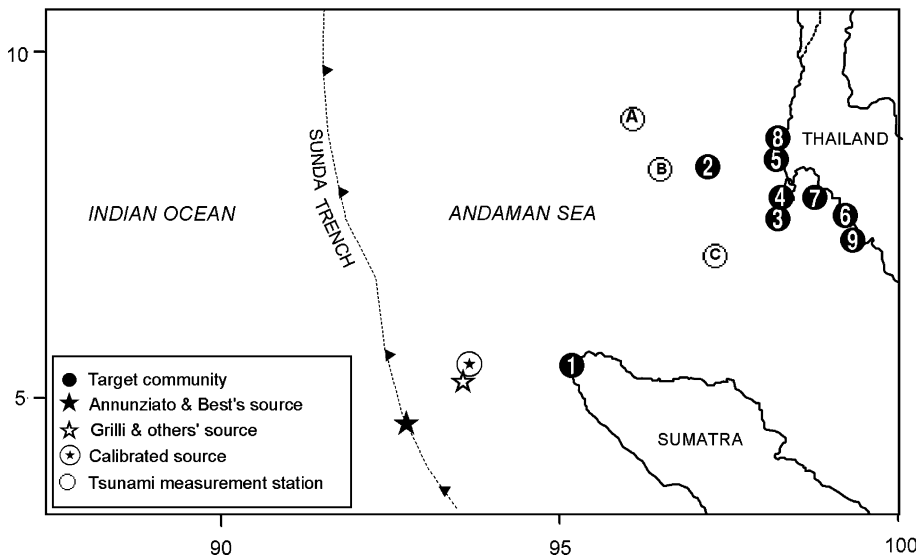 10
A
8
THAILAND
5
B
2
SUNDA TRENCH
4
7
INDIAN OCEAN
ANDAMAN SEA
3
6
9
C
1
5
Target community
Annunziato & Best's source
Grilli & others' source
Calibrated source
Tsunami measurement station
SUMATRA
90
95
100